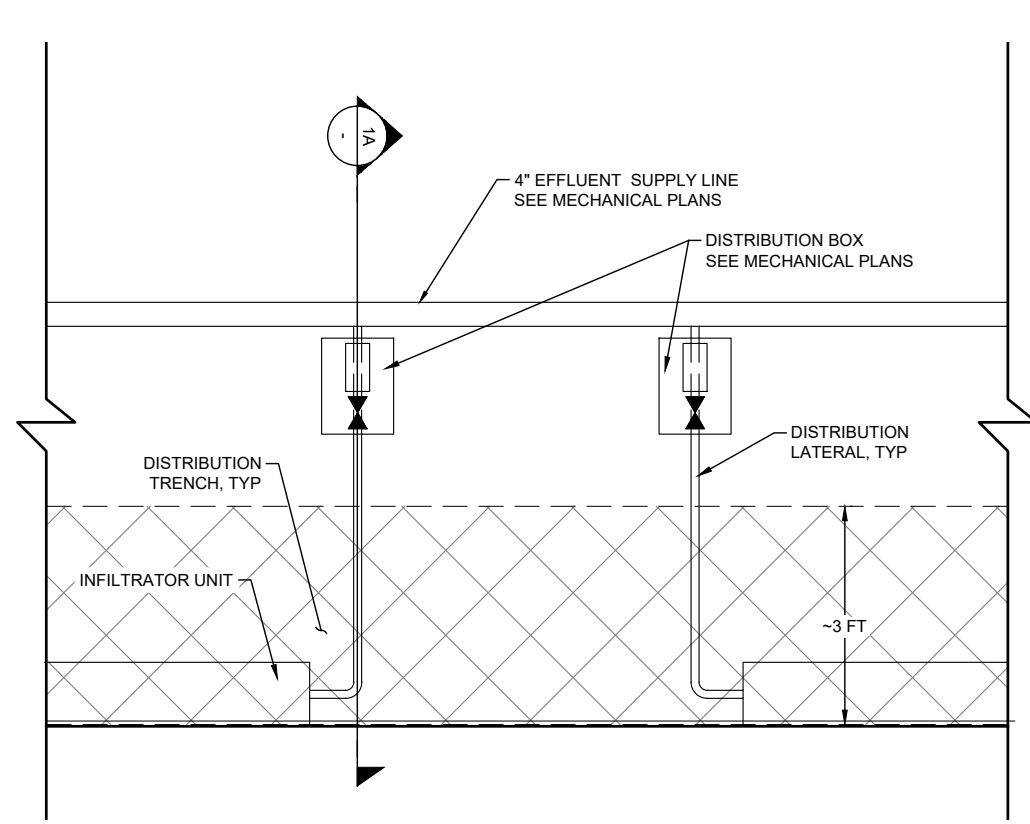 1A
-
4" EFFLUENT SUPPLY LINE
SEE MECHANICAL PLANS
DISTRIBUTION BOX
SEE MECHANICAL PLANS
DISTRIBUTION
LATERAL, TYP
DISTRIBUTION
TRENCH, TYP
INFILTRATOR UNIT
~3 FT